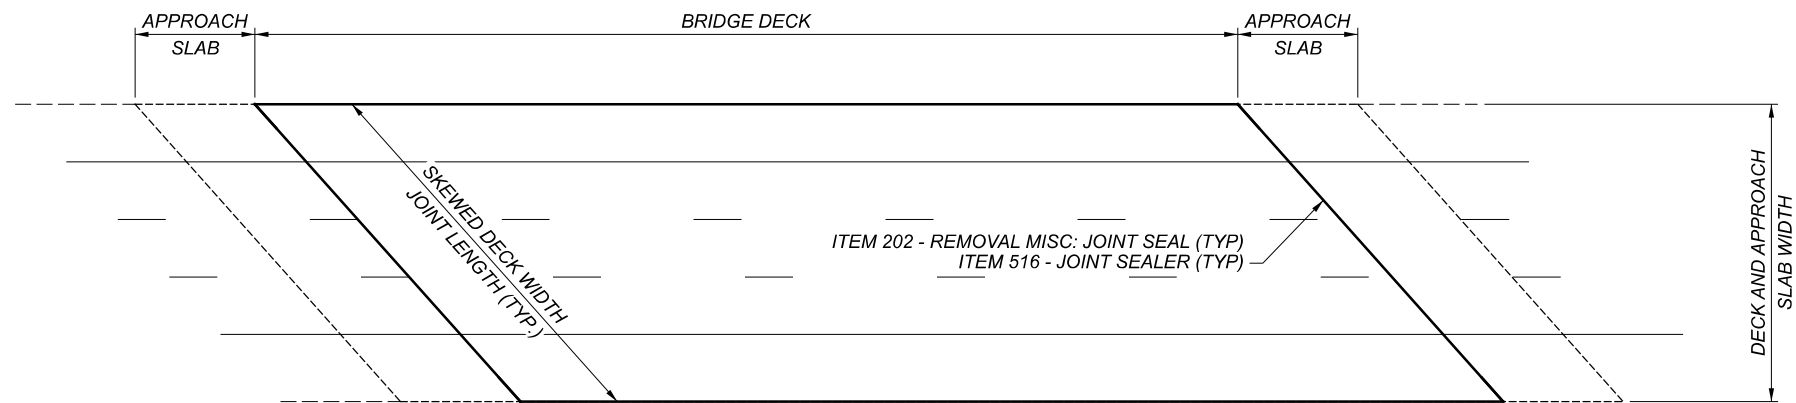 APPROACH
SLAB
BRIDGE DECK
APPROACH
SLAB
SKEWED DECK WIDTH
JOINT LENGTH (TYP.)
ITEM 202 - REMOVAL MISC: JOINT SEAL (TYP)
ITEM 516 - JOINT SEALER (TYP)
DECK AND APPROACH
SLAB WIDTH